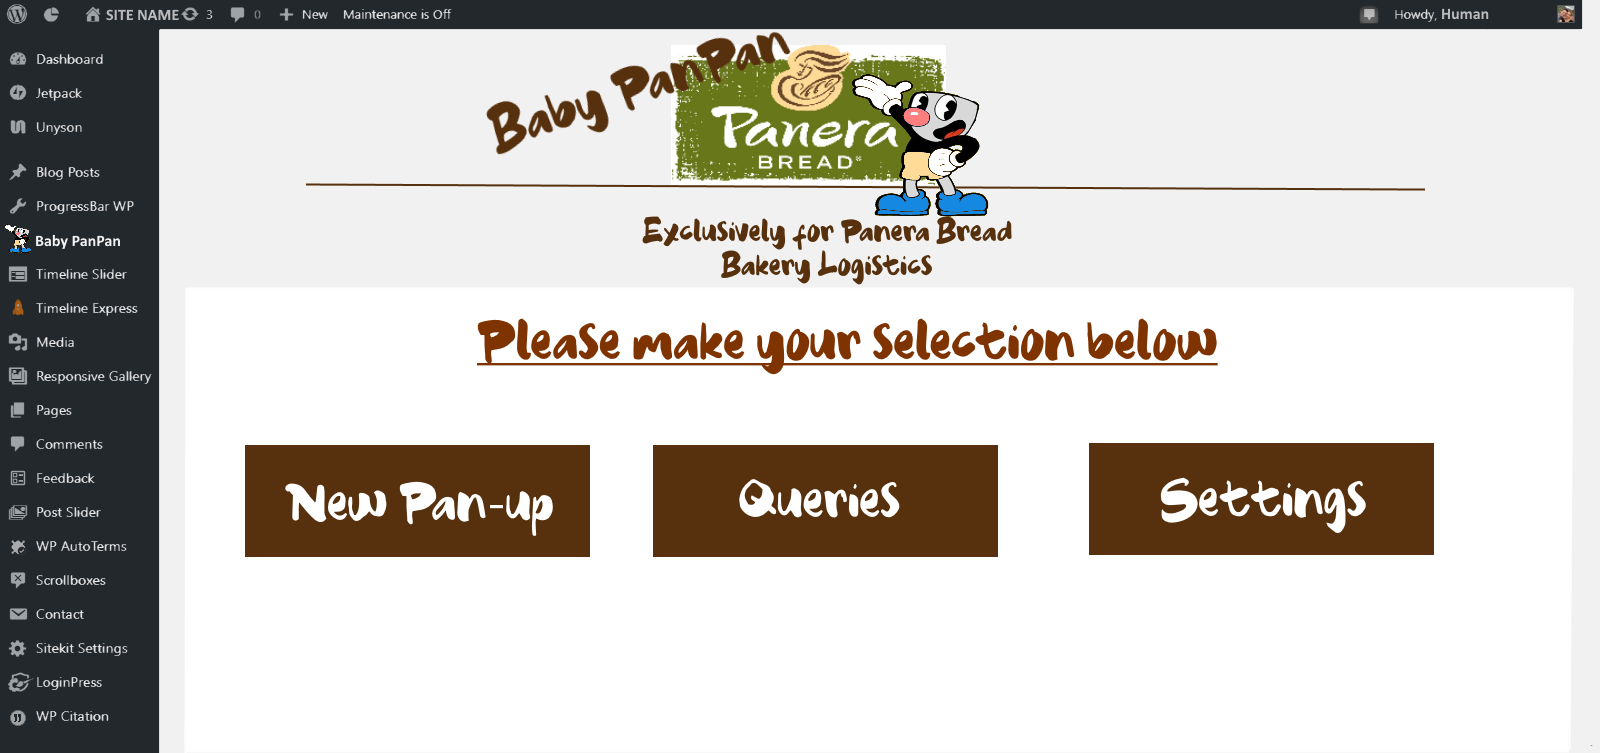 SITE NAME 3 0 New Maintenance is Off Howdy, Human
Dashboard
Jetpack
Unyson
Blog Posts
ProgressBar WP
Baby PanPan
Timeline Slider
Timeline Express
Media
Responsive Gallery
Pages
Comments
Feedback
Post Slider
WP AutoTerms
Scrollboxes
Contact
Sitekit Settings
LoginPress
WP Citation
Baby PanPan
Panera
BREAD®
Exclusively for Panera Bread
Bakery Logistics
Please make your selection below
New Pan-up
Queries
Settings